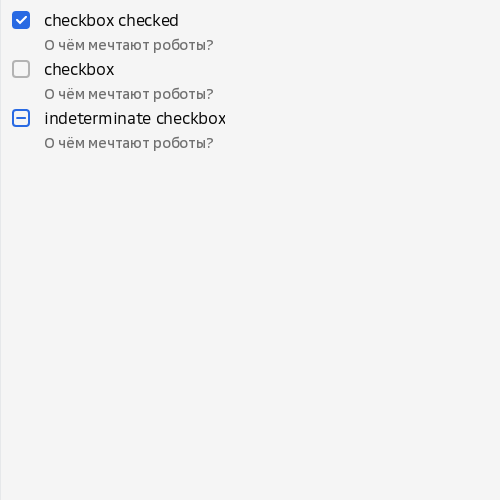 checkbox checked
О чём мечтают роботы?
checkbox
О чём мечтают роботы?
indeterminate checkbox
О чём мечтают роботы?